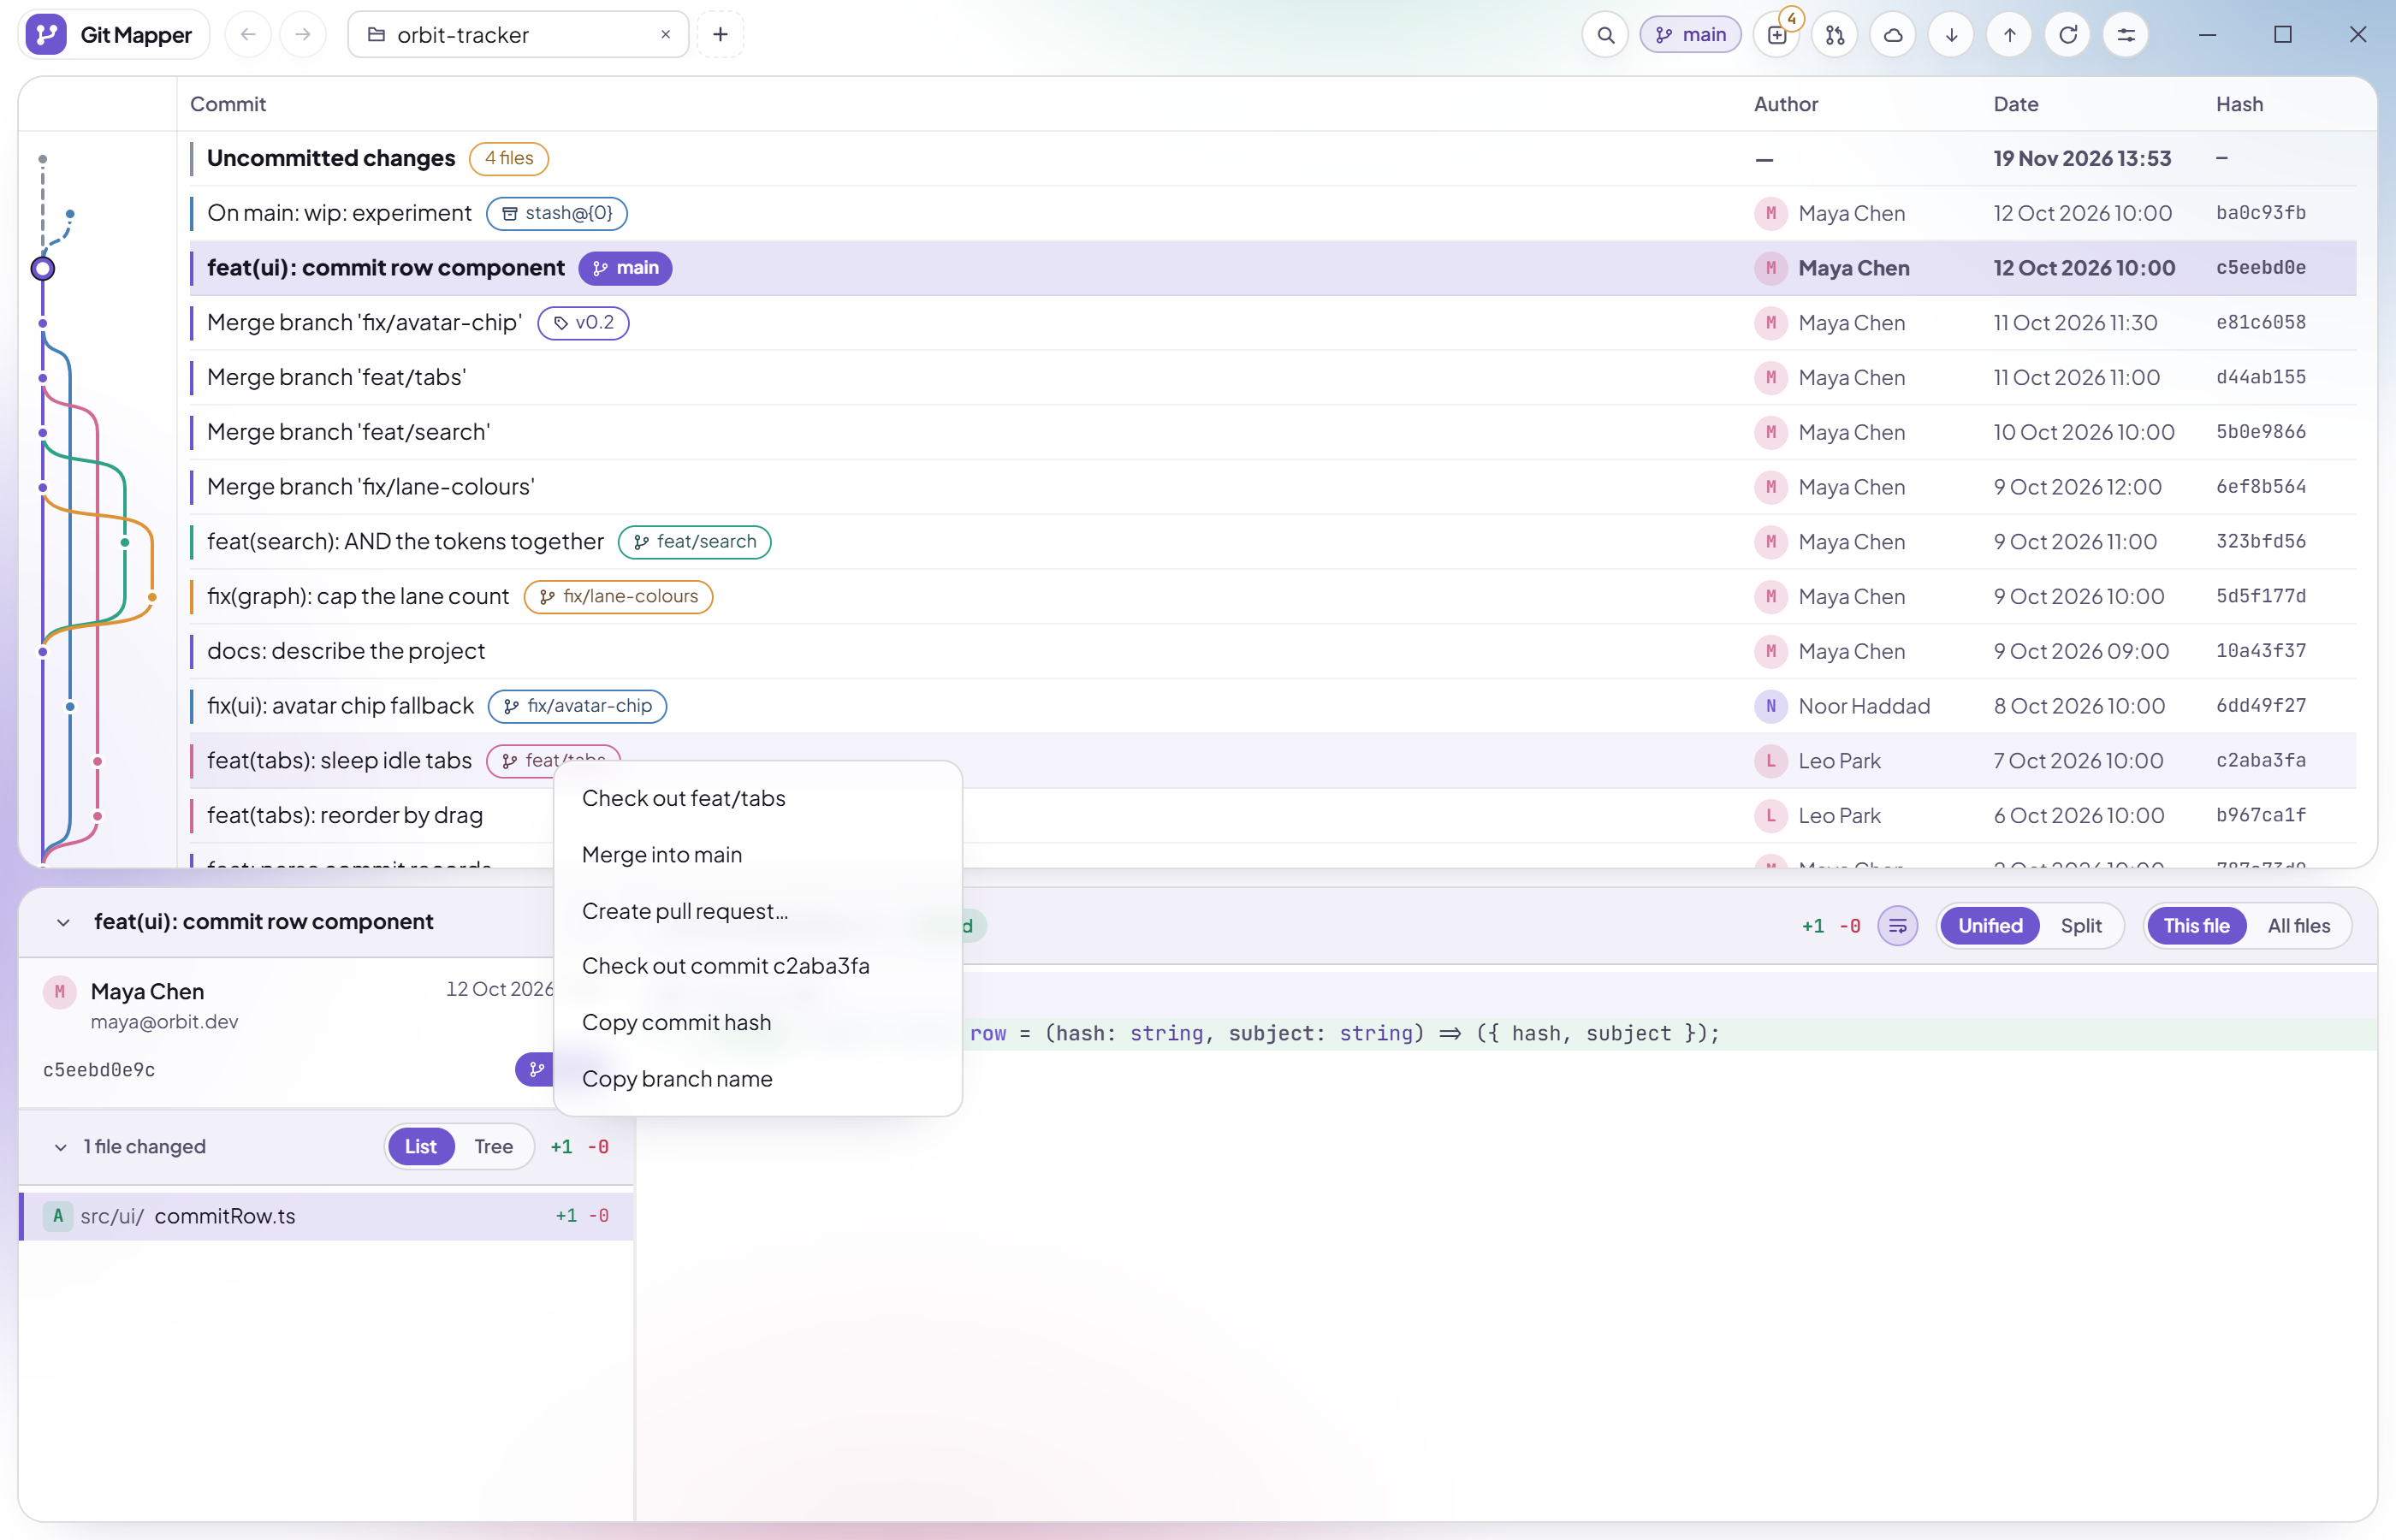 Git Mapper
orbit-tracker
main
4
Commit Author Date Hash
Uncommitted changes 4 files — 19 Nov 2026 13:53 —
On main: wip: experiment stash@{0} M Maya Chen 12 Oct 2026 10:00 ba0c93fb
feat(ui): commit row component main M Maya Chen 12 Oct 2026 10:00 c5eebd0e
Merge branch 'fix/avatar-chip' v0.2 M Maya Chen 11 Oct 2026 11:30 e81c6058
Merge branch 'feat/tabs' M Maya Chen 11 Oct 2026 11:00 d44ab155
Merge branch 'feat/search' M Maya Chen 10 Oct 2026 10:00 5b0e9866
Merge branch 'fix/lane-colours' M Maya Chen 9 Oct 2026 12:00 6ef8b564
feat(search): AND the tokens together feat/search M Maya Chen 9 Oct 2026 11:00 323bfd56
fix(graph): cap the lane count fix/lane-colours M Maya Chen 9 Oct 2026 10:00 5d5f177d
docs: describe the project M Maya Chen 9 Oct 2026 09:00 10a43f37
fix(ui): avatar chip fallback fix/avatar-chip N Noor Haddad 8 Oct 2026 10:00 6dd49f27
feat(tabs): sleep idle tabs feat/tabs L Leo Park 7 Oct 2026 10:00 c2aba3fa
feat(tabs): reorder by drag L Leo Park 6 Oct 2026 10:00 b967ca1f
feat: parse commit records Maya Chen
Check out feat/tabs
Merge into main
Create pull request...
Check out commit c2aba3fa
Copy commit hash
Copy branch name
feat(ui): commit row component
M Maya Chen 12 Oct 2026
maya@orbit.dev
c5eebd0e9c
1 file changed List Tree +1 -0
A src/ui/ commitRow.ts +1 -0
+1 -0 Unified Split This file All files
row = (hash: string, subject: string) => ({ hash, subject });